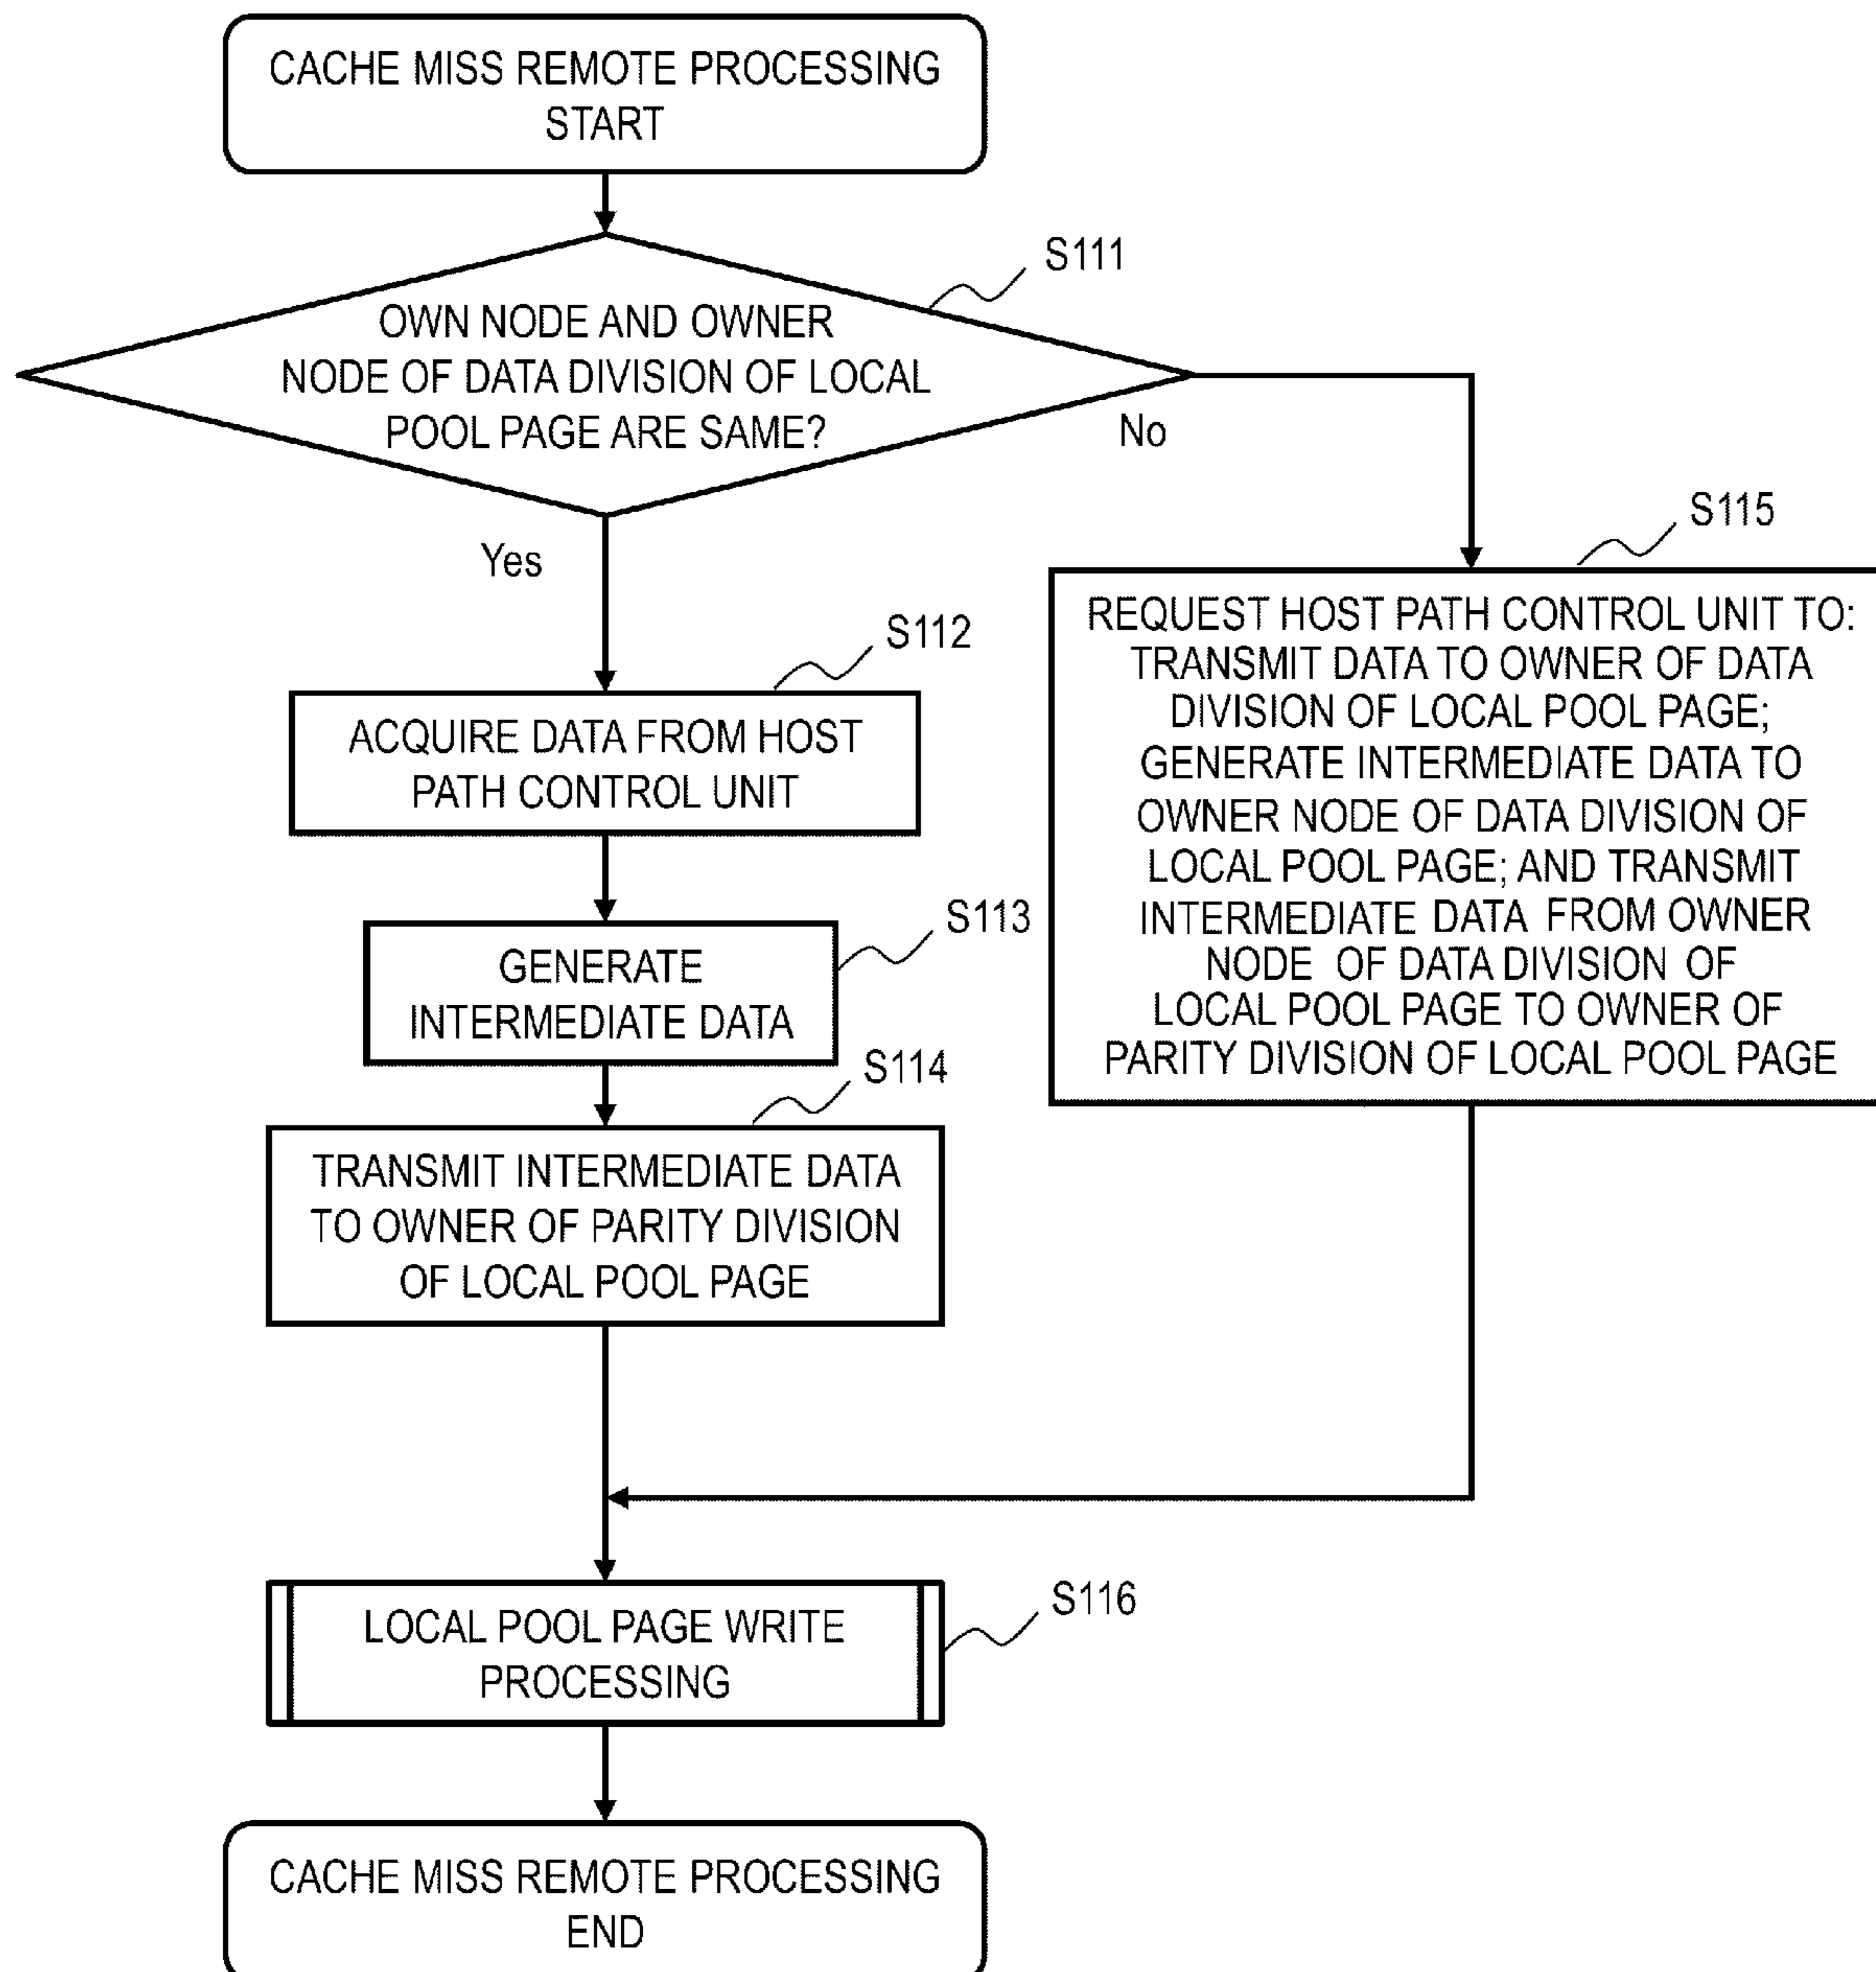 CACHE MISS REMOTE PROCESSING
START
S111
OWN NODE AND OWNER
NODE OF DATA DIVISION OF LOCAL
POOL PAGE ARE SAME?
No
Yes
S112
ACQUIRE DATA FROM HOST
PATH CONTROL UNIT
S113
GENERATE
INTERMEDIATE DATA
S114
TRANSMIT INTERMEDIATE DATA
TO OWNER OF PARITY DIVISION
OF LOCAL POOL PAGE
S115
REQUEST HOST PATH CONTROL UNIT TO:
TRANSMIT DATA TO OWNER OF DATA
DIVISION OF LOCAL POOL PAGE;
GENERATE INTERMEDIATE DATA TO
OWNER NODE OF DATA DIVISION OF
LOCAL POOL PAGE; AND TRANSMIT
INTERMEDIATE DATA FROM OWNER
NODE OF DATA DIVISION OF
LOCAL POOL PAGE TO OWNER OF
PARITY DIVISION OF LOCAL POOL PAGE
S116
LOCAL POOL PAGE WRITE
PROCESSING
CACHE MISS REMOTE PROCESSING
END